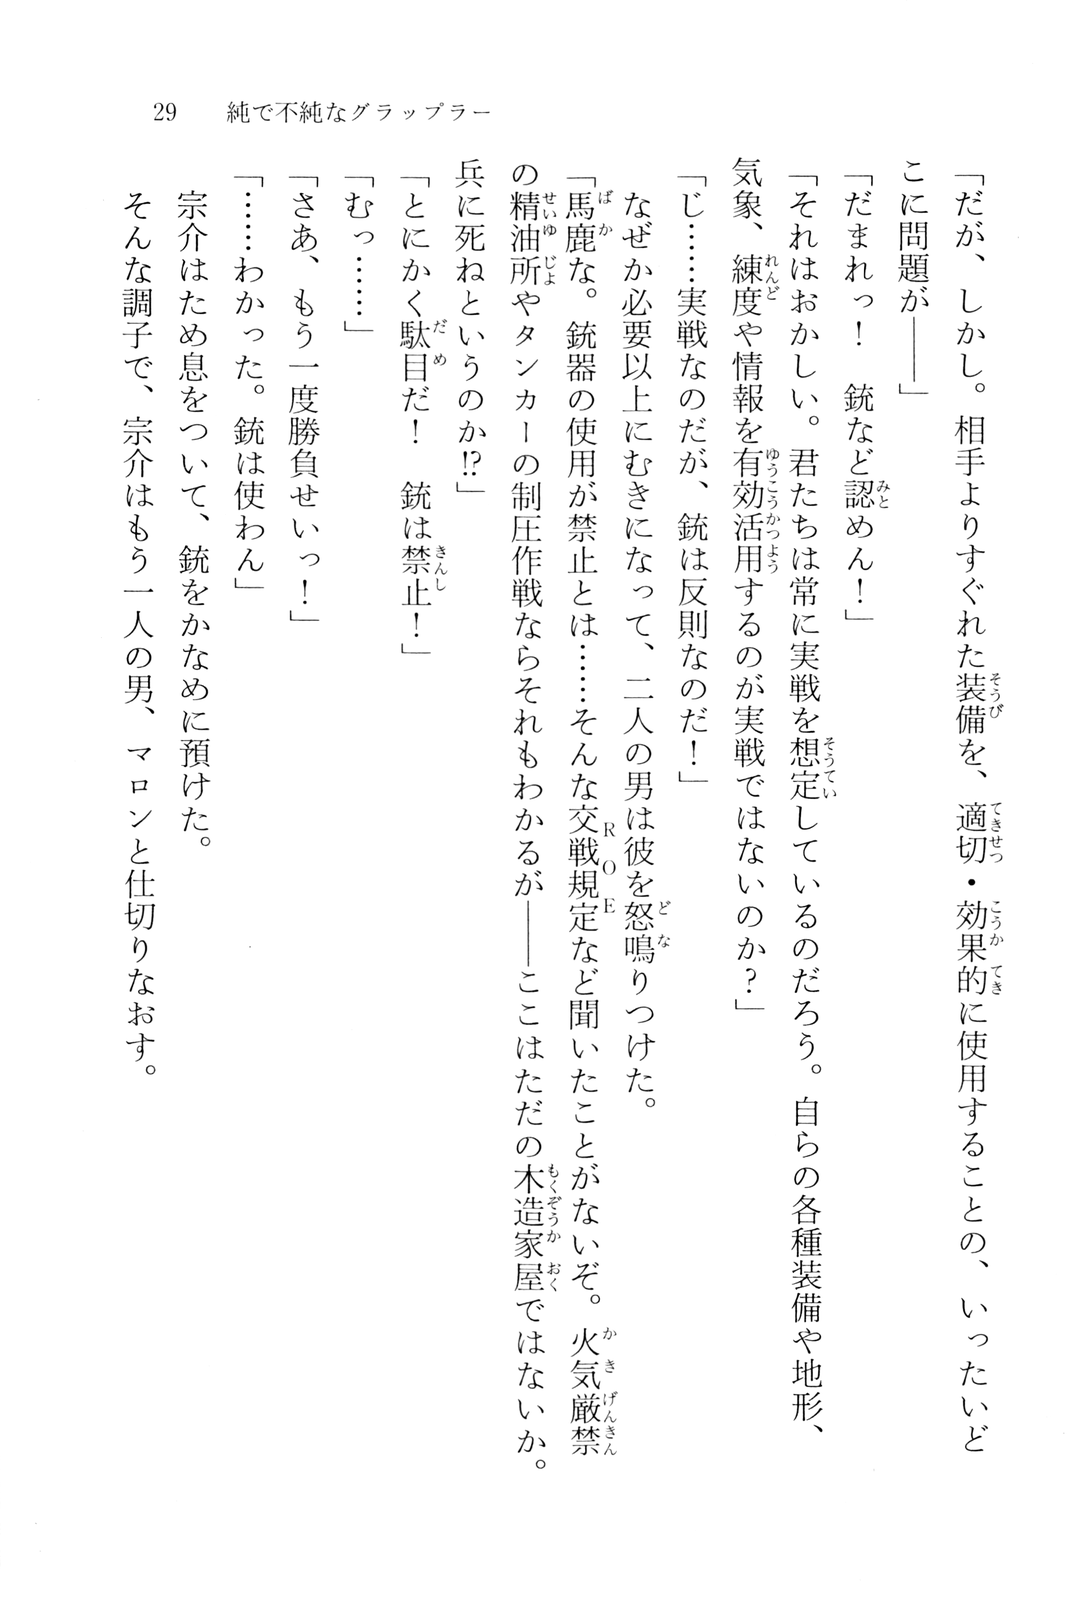 29　純で不純なグラップラー
「だが、しかし。相手よりすぐれた装備を、適切・効果的に使用することの、いったいど
こに問題が――」
「だまれっ！　銃など認めん！」
「それはおかしい。君たちは常に実戦を想定しているのだろう。自らの各種装備や地形、
気象、練度や情報を有効活用するのが実戦ではないのか？」
「じ……実戦なのだが、銃は反則なのだ！」
　なぜか必要以上にむきになって、二人の男は彼を怒鳴りつけた。
「馬鹿な。銃器の使用が禁止とは……そんな交戦規定など聞いたことがないぞ。火気厳禁
の精油所やタンカーの制圧作戦ならそれもわかるが――ここはただの木造家屋ではないか。
兵に死ねというのか!?」
「とにかく駄目だ！　銃は禁止！」
「むっ……」
「さあ、もう一度勝負せいっ！」
「……わかった。銃は使わん」
　宗介はため息をついて、銃をかなめに預けた。
　そんな調子で、宗介はもう一人の男、マロンと仕切りなおす。